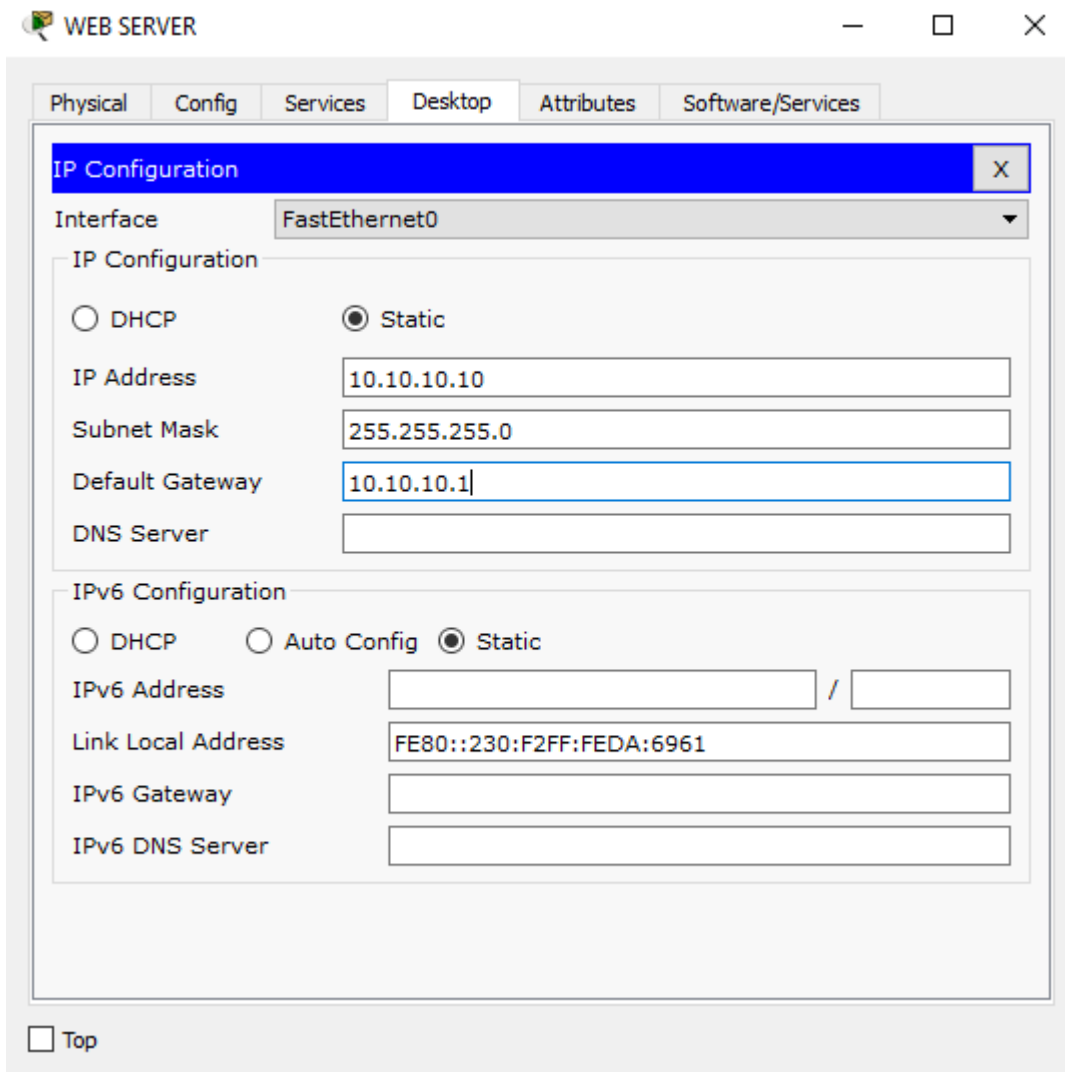 WEB SERVER
Physical Config Services Desktop Attributes Software/Services
IP Configuration X
Interface FastEthernet0
IP Configuration
DHCP Static
IP Address 10.10.10.10
Subnet Mask 255.255.255.0
Default Gateway 10.10.10.1
DNS Server
IPv6 Configuration
DHCP Auto Config Static
IPv6 Address /
Link Local Address FE80::230:F2FF:FEDA:6961
IPv6 Gateway
IPv6 DNS Server
Top